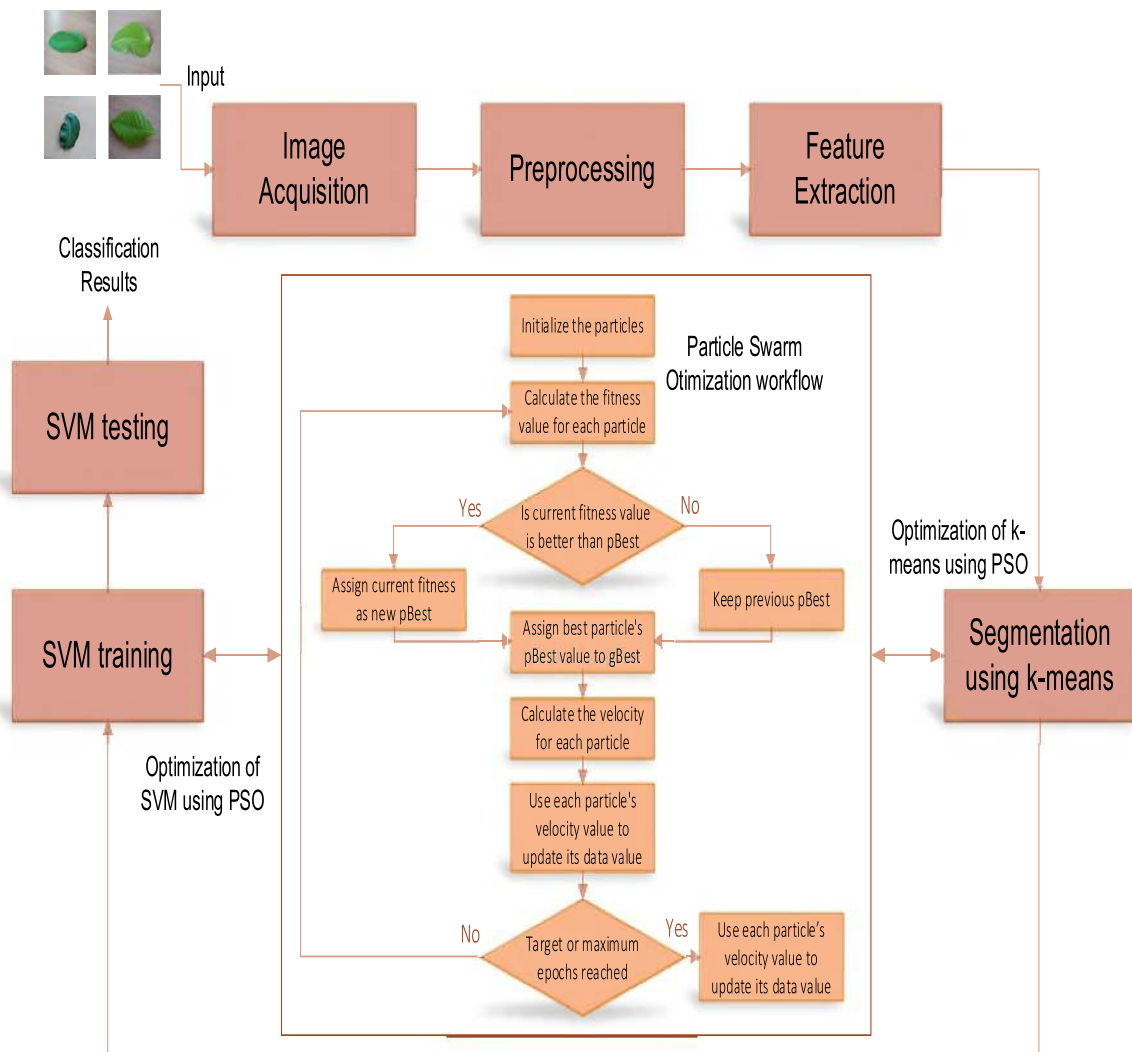 Input
Image
Acquisition
Preprocessing
Feature
Extraction
Classification
Results
SVM testing
SVM training
Optimization of
SVM using PSO
Particle Swarm
Otimization workflow
Initialize the particles
Calculate the fitness
value for each particle
Yes
No
Is current fitness value
is better than pBest
Assign current fitness
as new pBest
Keep previous pBest
Assign best particle's
pBest value to gBest
Calculate the velocity
for each particle
Use each particle's
velocity value to
update its data value
No
Yes
Target or maximum
epochs reached
Use each particle's
velocity value to
update its data value
Optimization of k-
means using PSO
Segmentation
using k-means